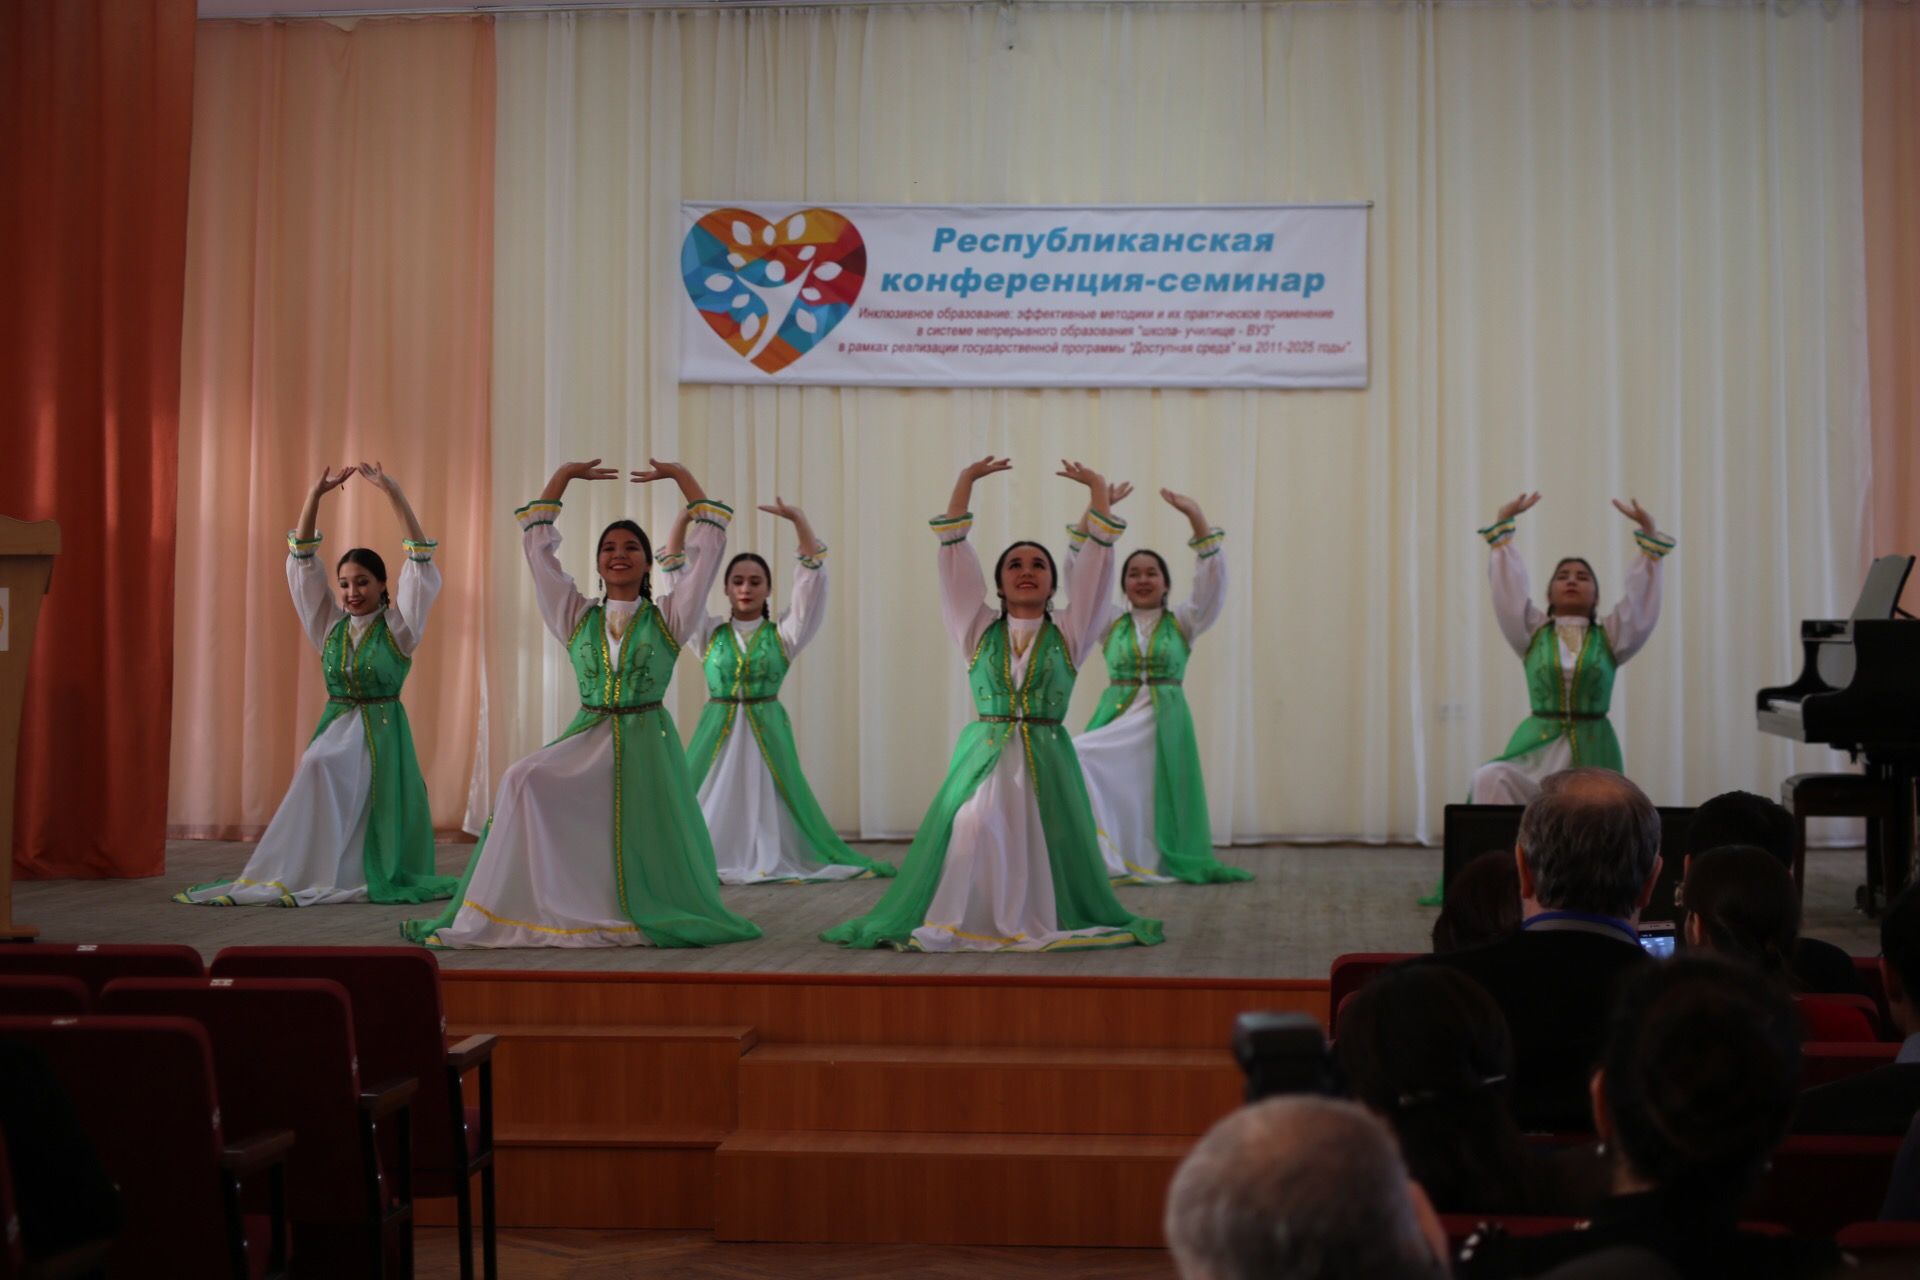 Республиканская
конференция-семинар
Инклюзивное образование: эффективные методики и их практическое применение
в системе непрерывного образования "школа- училище - ВУЗ"
в рамках реализации государственной программы "Доступная среда" на 2011-2025 годы".